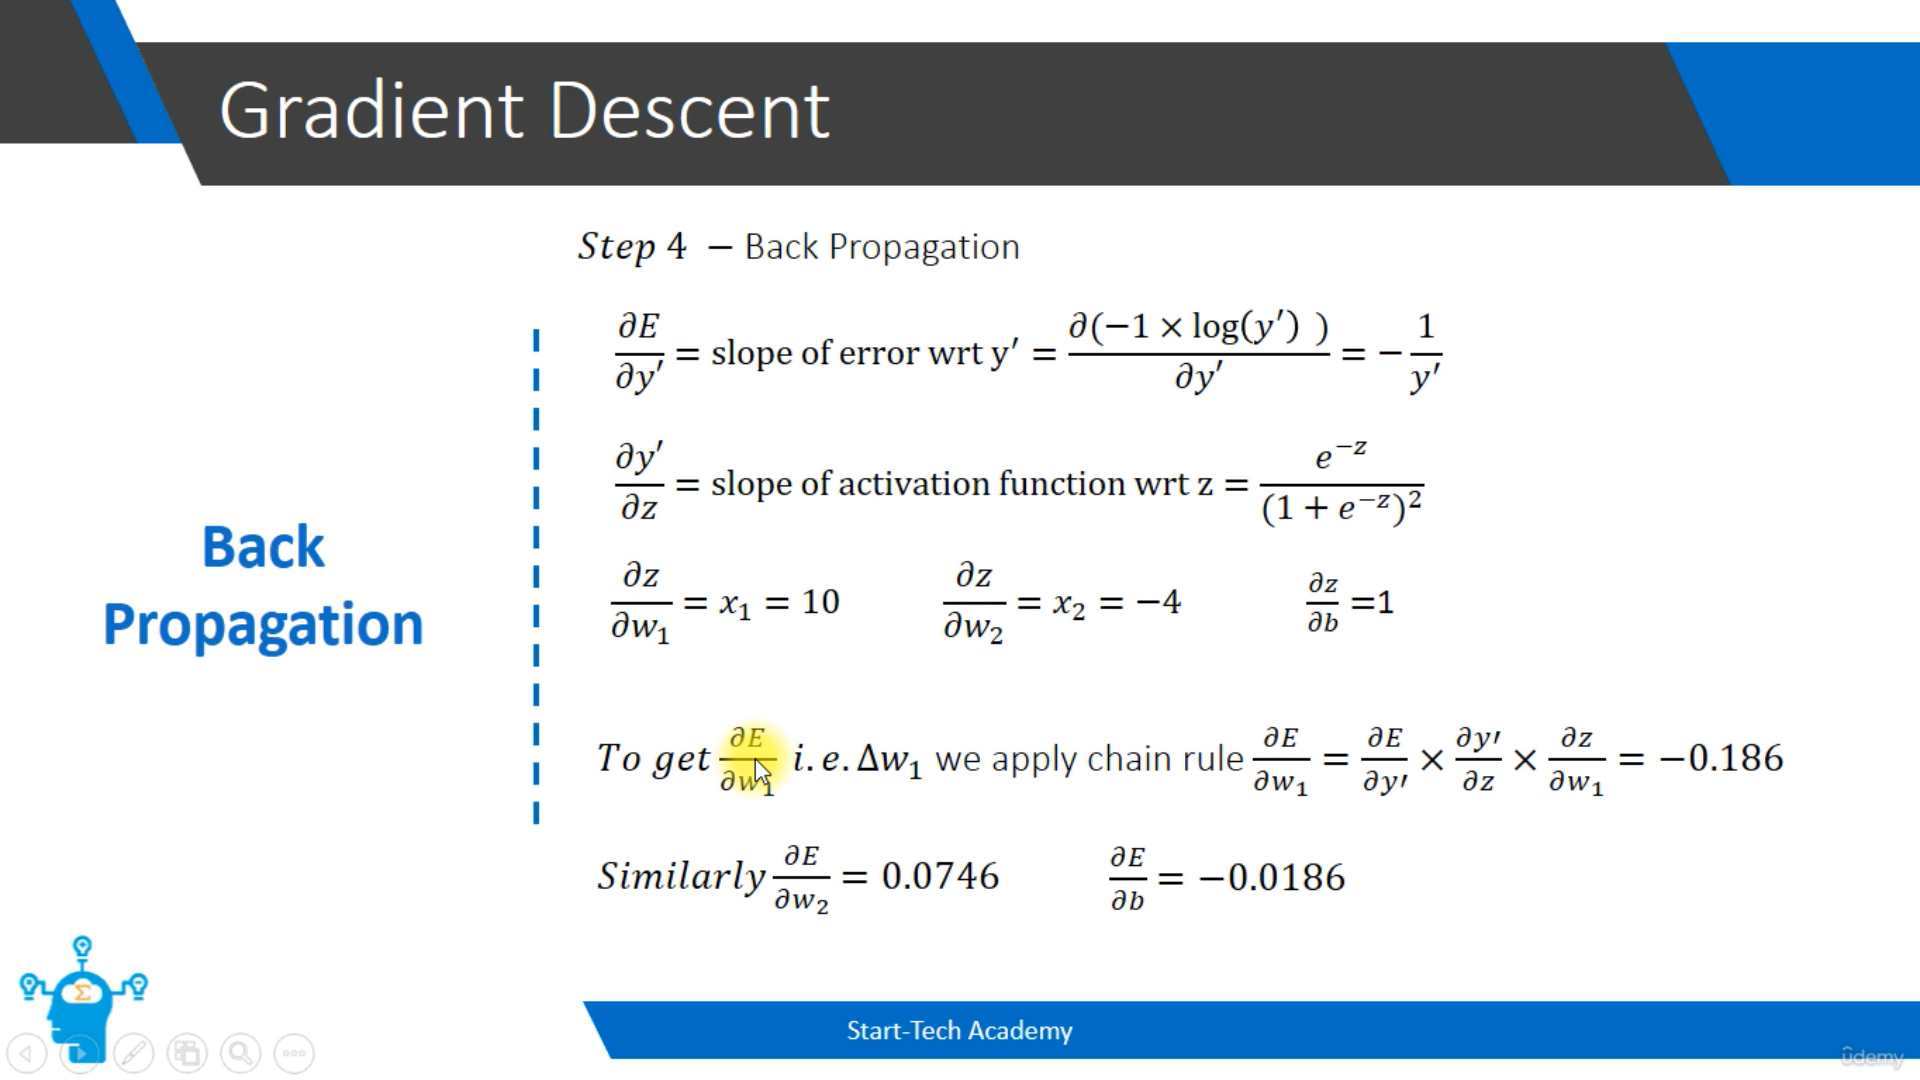 Gradient Descent
Step 4 − Back Propagation
∂E/∂y′ = slope of error wrt y′ = ∂(−1 × log(y′) )/∂y′ = − 1/y′
∂y′/∂z = slope of activation function wrt z = e⁻ᶻ/(1 + e⁻ᶻ)²
∂z/∂w₁ = x₁ = 10 ∂z/∂w₂ = x₂ = −4 ∂z/∂b =1
Back
Propagation
To get ∂E/∂w₁ i.e. Δw₁ we apply chain rule ∂E/∂w₁ = ∂E/∂y′ × ∂y′/∂z × ∂z/∂w₁ = −0.186
Similarly ∂E/∂w₂ = 0.0746 ∂E/∂b = −0.0186
Σ
Start-Tech Academy
ûdemy